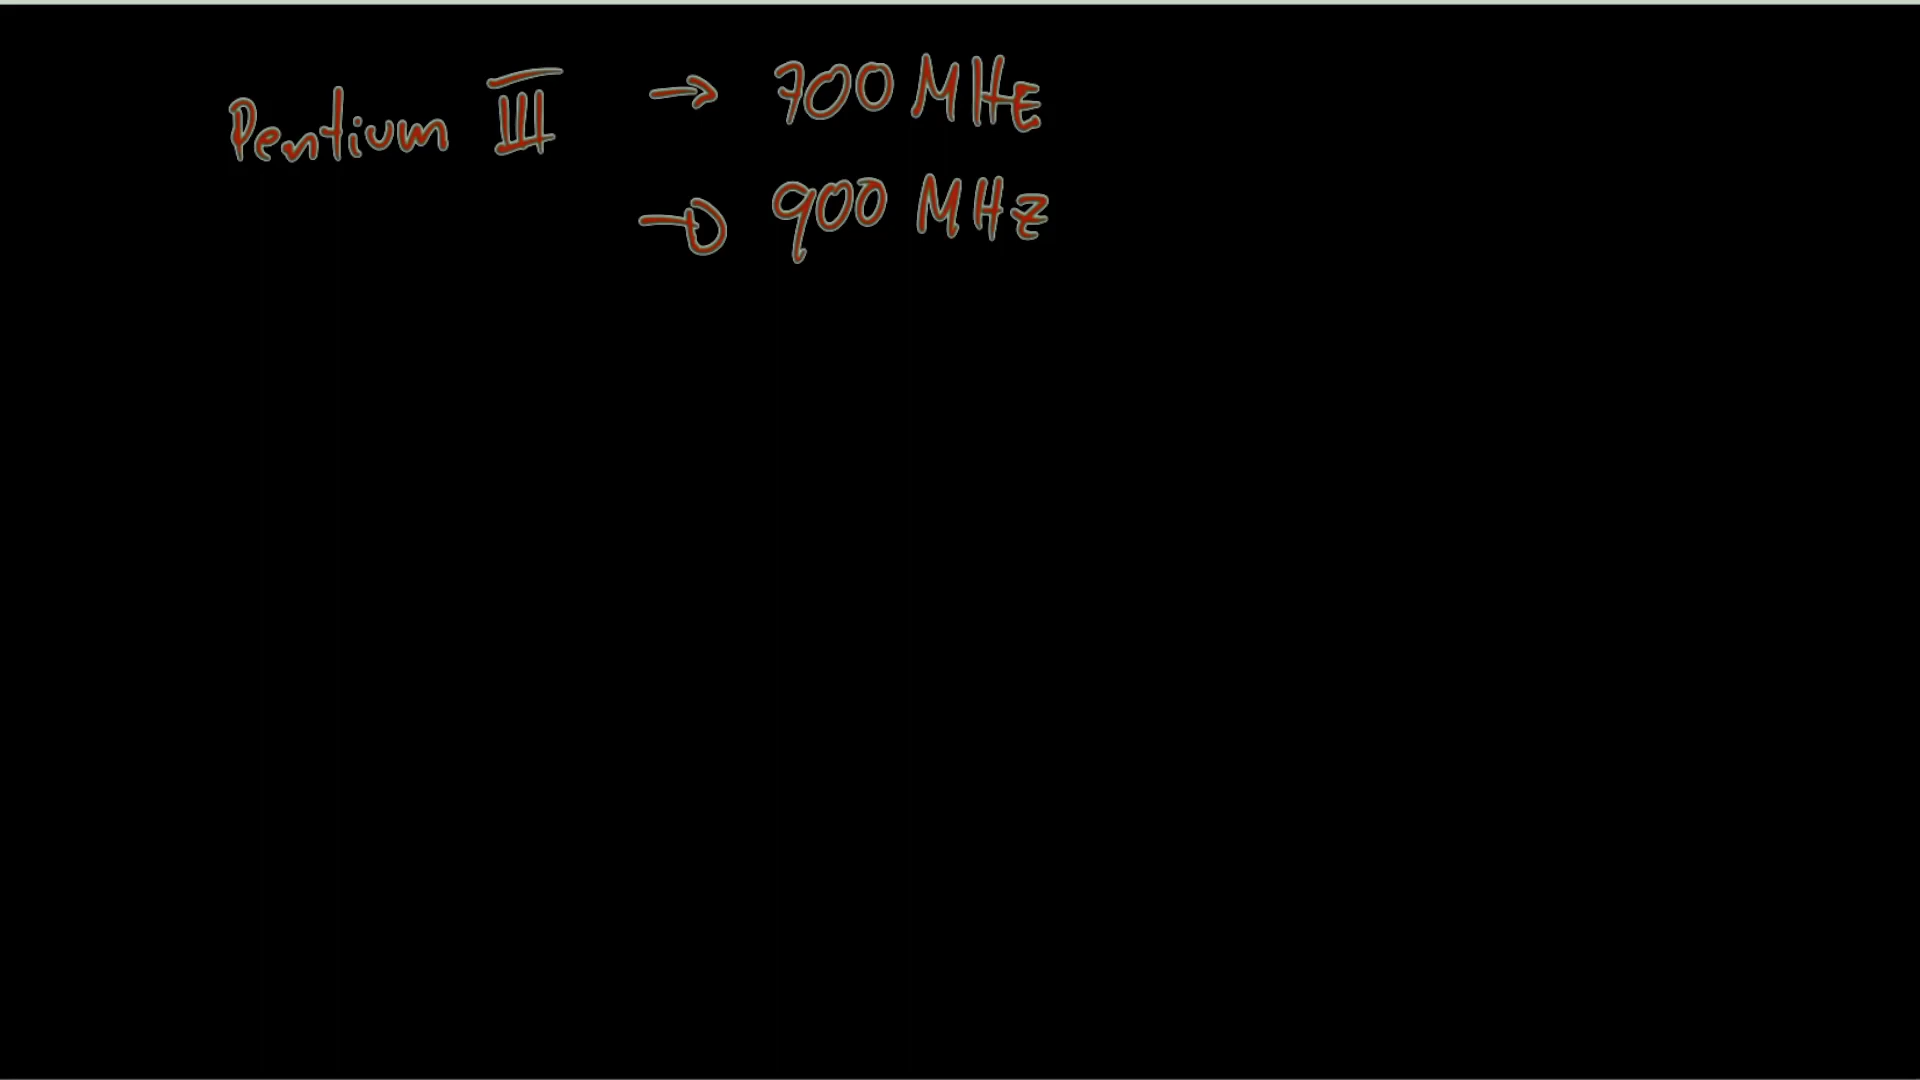 Pentium III → 700 MHz
→ 900 MHz